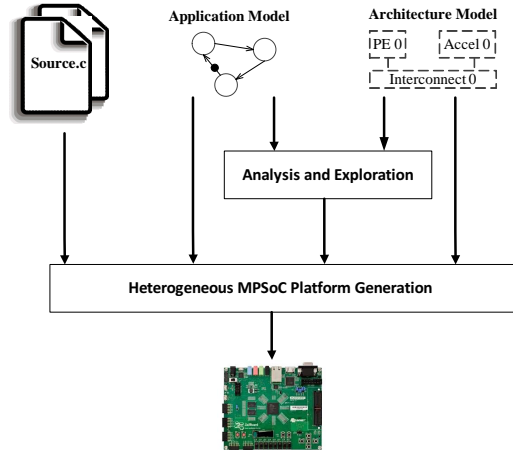 Application Model
Architecture Model
Source.c
PE 0
Accel 0
Interconnect 0
Analysis and Exploration
Heterogeneous MPSoC Platform Generation